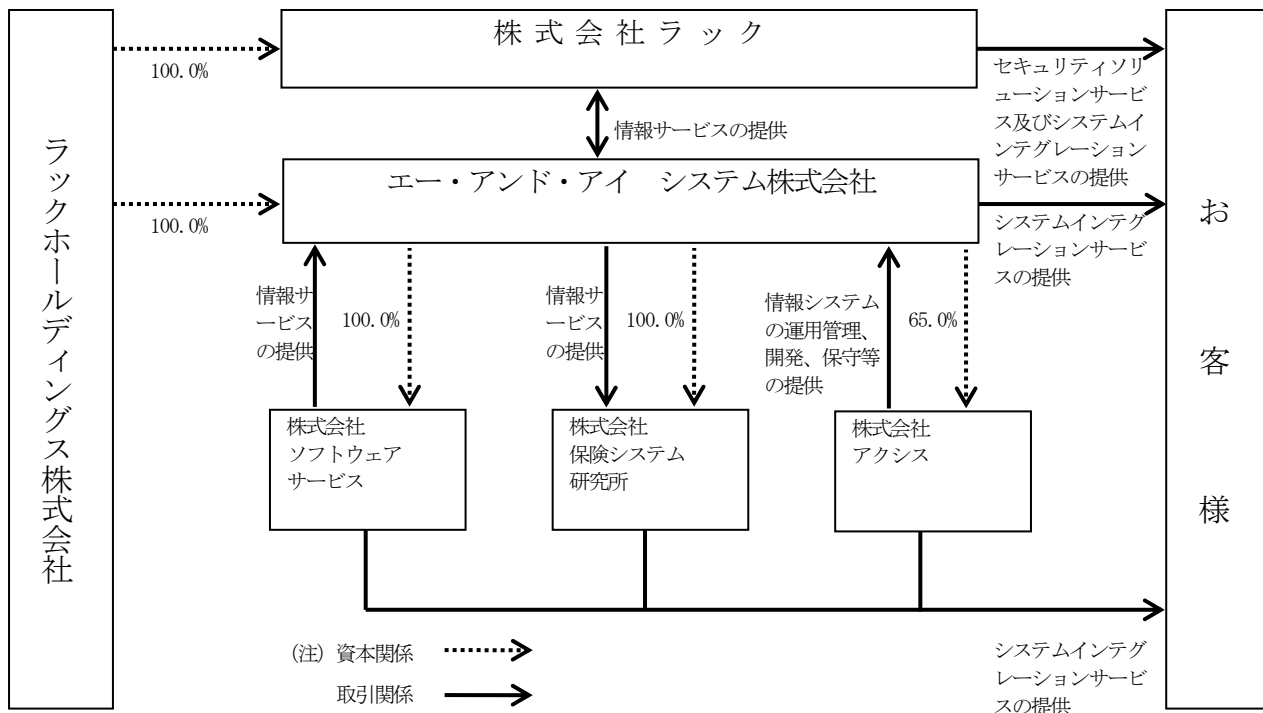 ラックホールディングス株式会社
株式会社ラック
100.0%
セキュリティソリ
ューションサービ
ス及びシステムイ
ンテグレーション
サービスの提供
情報サービスの提供
エー・アンド・アイ　システム株式会社
100.0%
システムインテグ
レーションサービ
スの提供
お客様
情報サ
ービス
の提供
100.0%
情報サ
ービス
の提供
100.0%
情報システム
の運用管理、
開発、保守等
の提供
65.0%
株式会社
ソフトウェア
サービス
株式会社
保険システム
研究所
株式会社
アクシス
(注) 資本関係
取引関係
システムインテグ
レーションサービ
スの提供